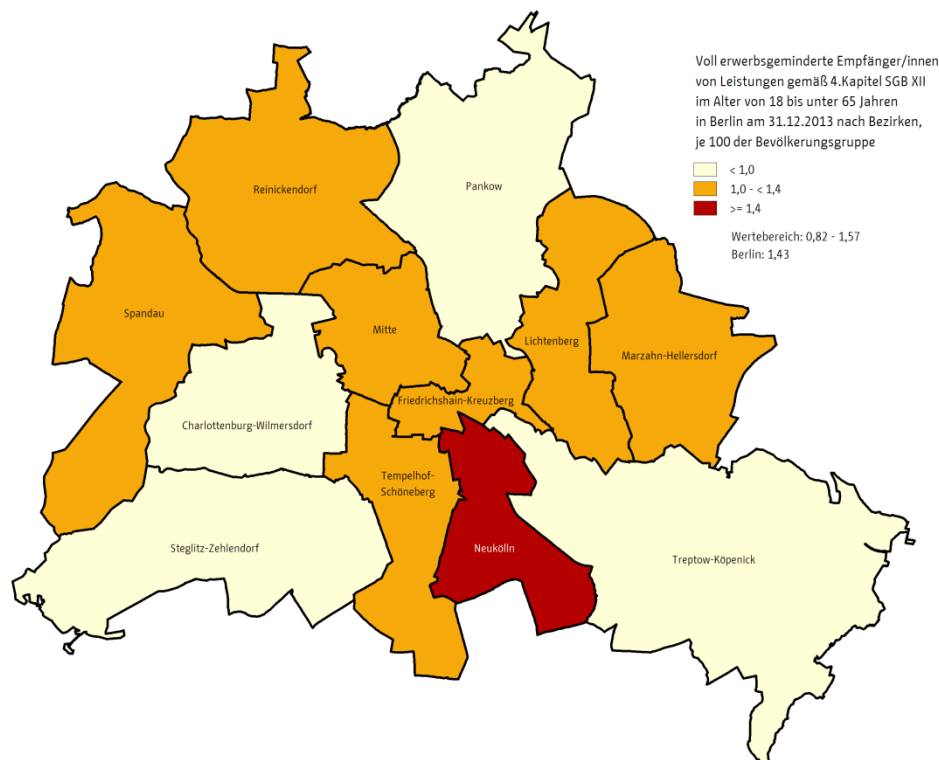 Voll erwerbsgeminderte Empfänger/innen
von Leistungen gemäß 4.Kapitel SGB XII
im Alter von 18 bis unter 65 Jahren
in Berlin am 31.12.2013 nach Bezirken,
je 100 der Bevölkerungsgruppe
< 1,0
1,0 - < 1,4
>= 1,4
Wertebereich: 0,82 - 1,57
Berlin: 1,43
Reinickendorf
Pankow
Spandau
Mitte
Lichtenberg
Marzahn-Hellersdorf
Friedrichshain-Kreuzberg
Charlottenburg-Wilmersdorf
Tempelhof-
Schöneberg
Steglitz-Zehlendorf
Neukölln
Treptow-Köpenick